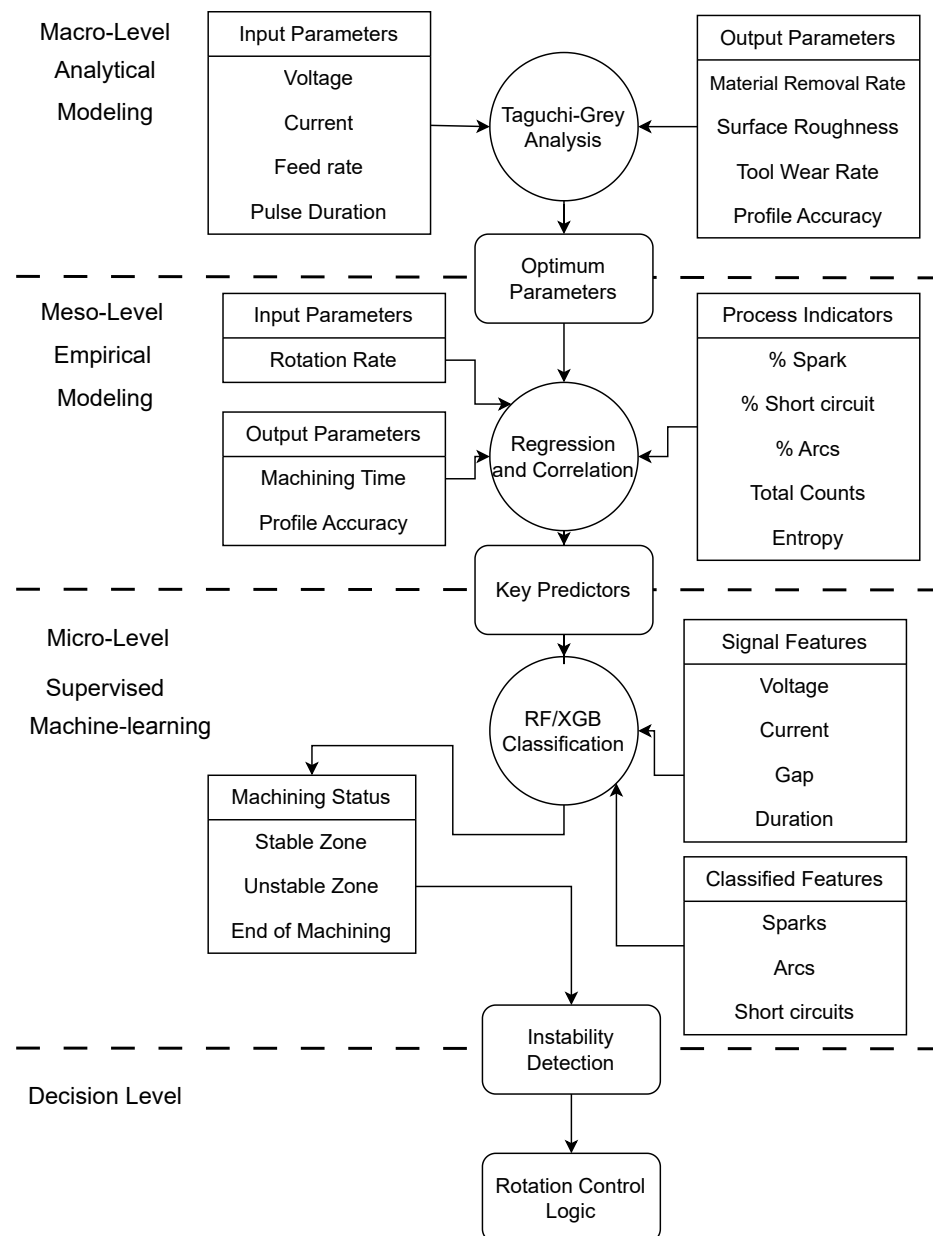 Macro-Level
Analytical
Modeling
Input Parameters
Voltage
Current
Feed rate
Pulse Duration
Taguchi-Grey
Analysis
Output Parameters
Material Removal Rate
Surface Roughness
Tool Wear Rate
Profile Accuracy
Optimum
Parameters
Meso-Level
Empirical
Modeling
Input Parameters
Rotation Rate
Output Parameters
Machining Time
Profile Accuracy
Regression
and Correlation
Process Indicators
% Spark
% Short circuit
% Arcs
Total Counts
Entropy
Key Predictors
Micro-Level
Supervised
Machine-learning
RF/XGB
Classification
Signal Features
Voltage
Current
Gap
Duration
Machining Status
Stable Zone
Unstable Zone
End of Machining
Classified Features
Sparks
Arcs
Short circuits
Instability
Detection
Decision Level
Rotation Control
Logic